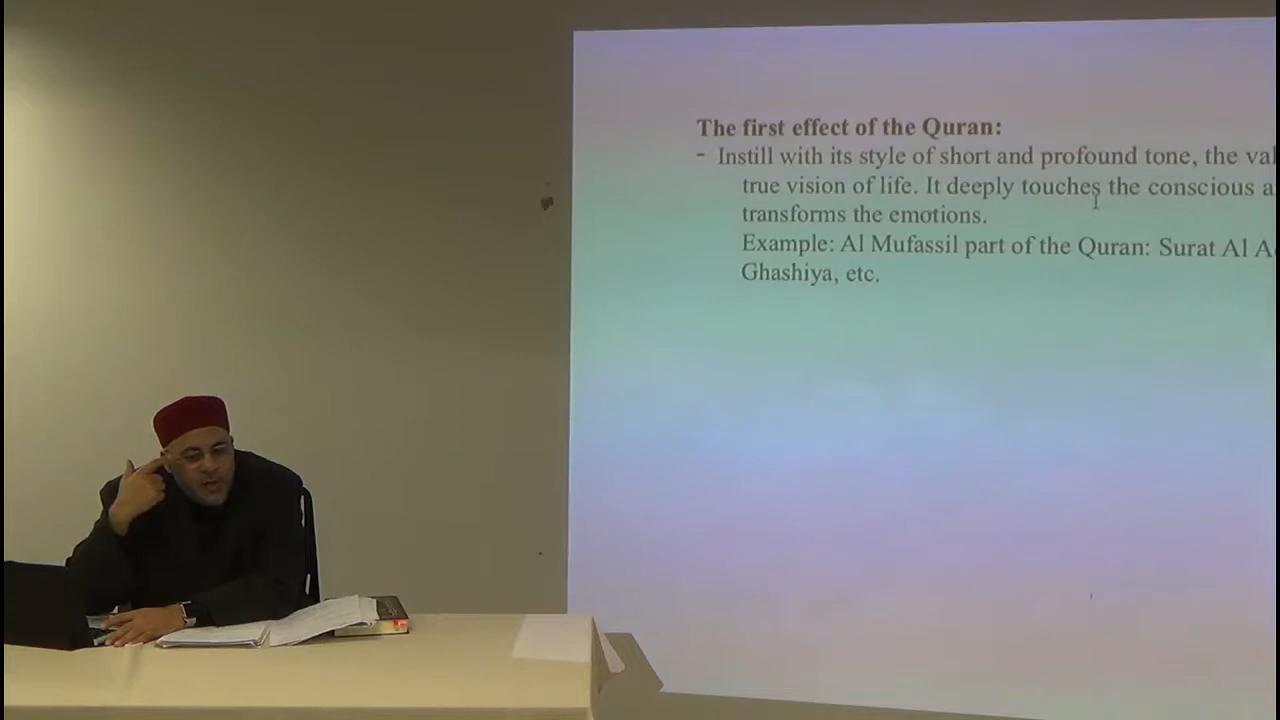 The first effect of the Quran:
- Instill with its style of short and profound tone, the val
true vision of life. It deeply touches the conscious a
transforms the emotions.
Example: Al Mufassil part of the Quran: Surat Al A
Ghashiya, etc.